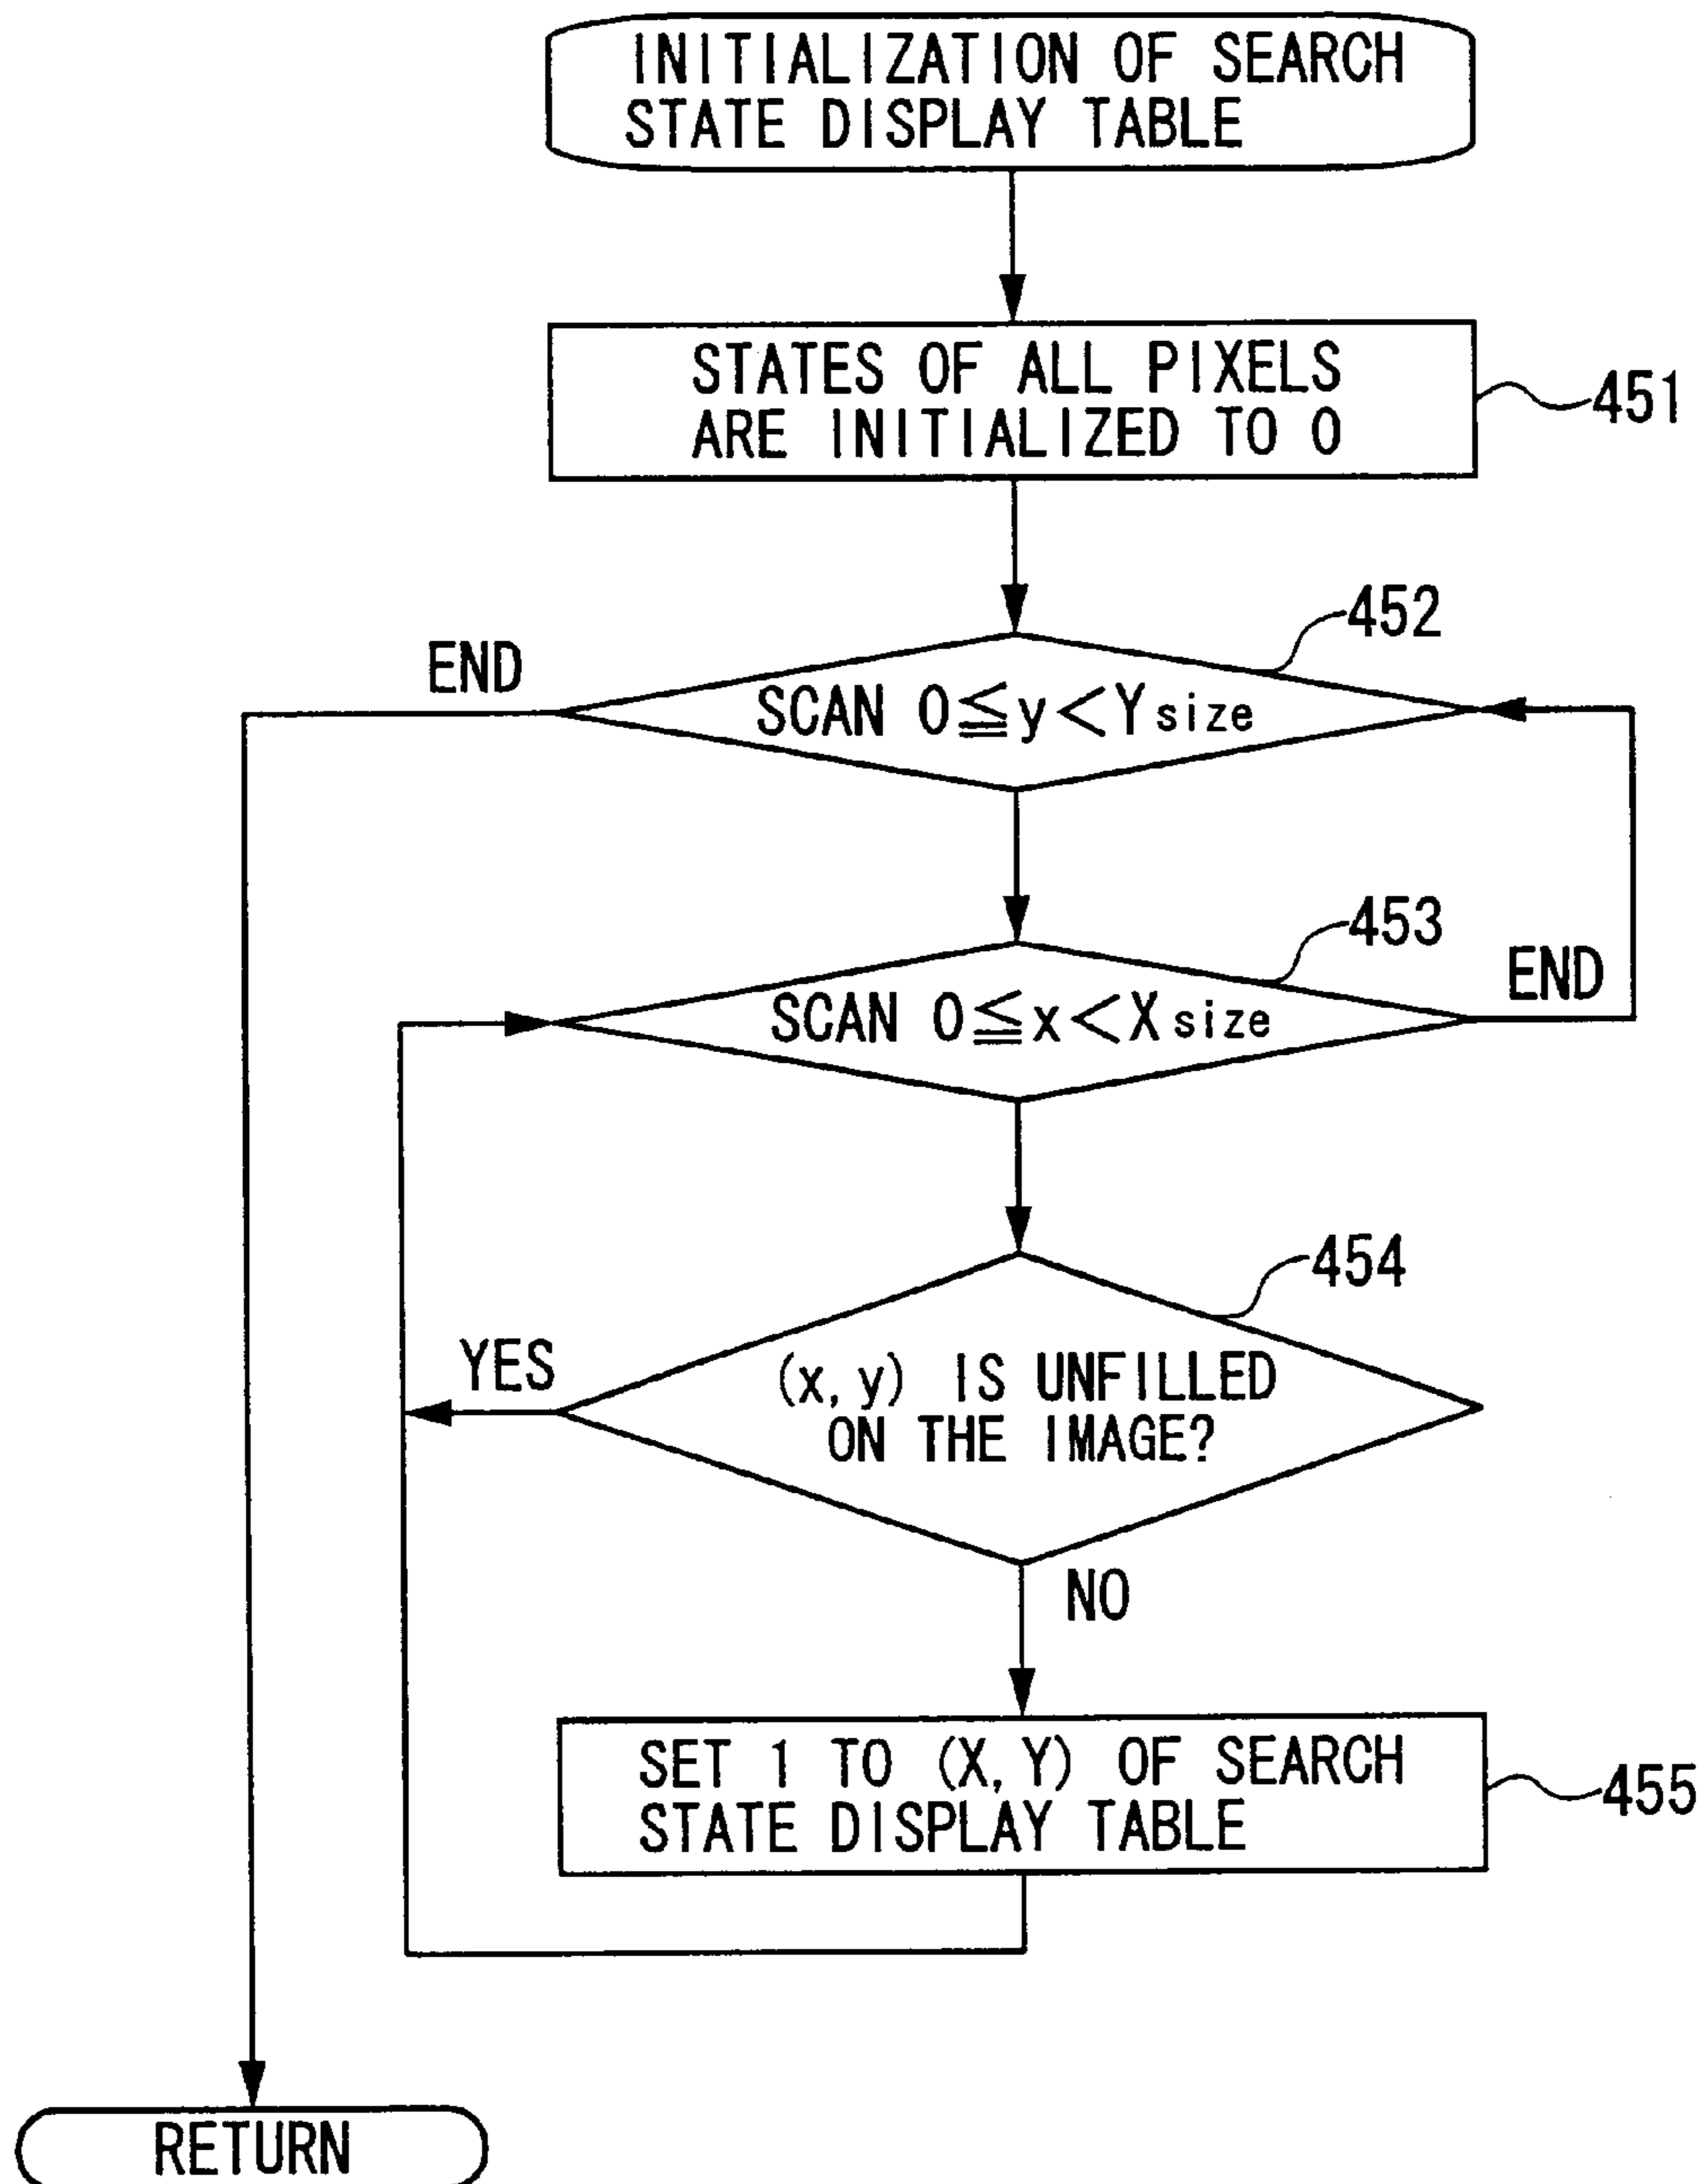 INITIALIZATION OF SEARCH
STATE DISPLAY TABLE
STATES OF ALL PIXELS
ARE INITIALIZED TO 0
451
452
END
SCAN 0≦y<Ysize
453
END
SCAN 0≦x<Xsize
454
YES
(x, y) IS UNFILLED
ON THE IMAGE?
NO
SET 1 TO (X, Y) OF SEARCH
STATE DISPLAY TABLE
455
RETURN